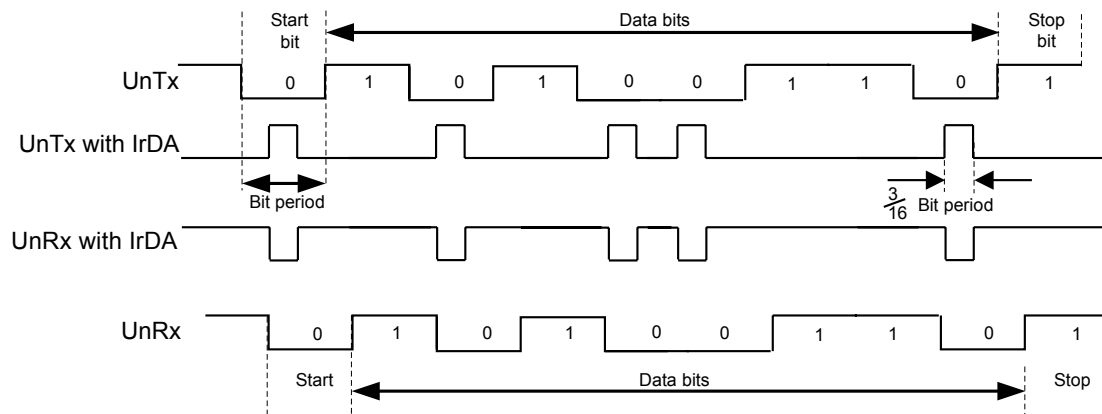 Start
bit
Data bits
Stop
bit
UnTx
0 1 0 1 0 0 1 1 0 1
UnTx with IrDA
Bit period
3/16 Bit period
UnRx with IrDA
UnRx
0 1 0 1 0 0 1 1 0 1
Start
Data bits
Stop